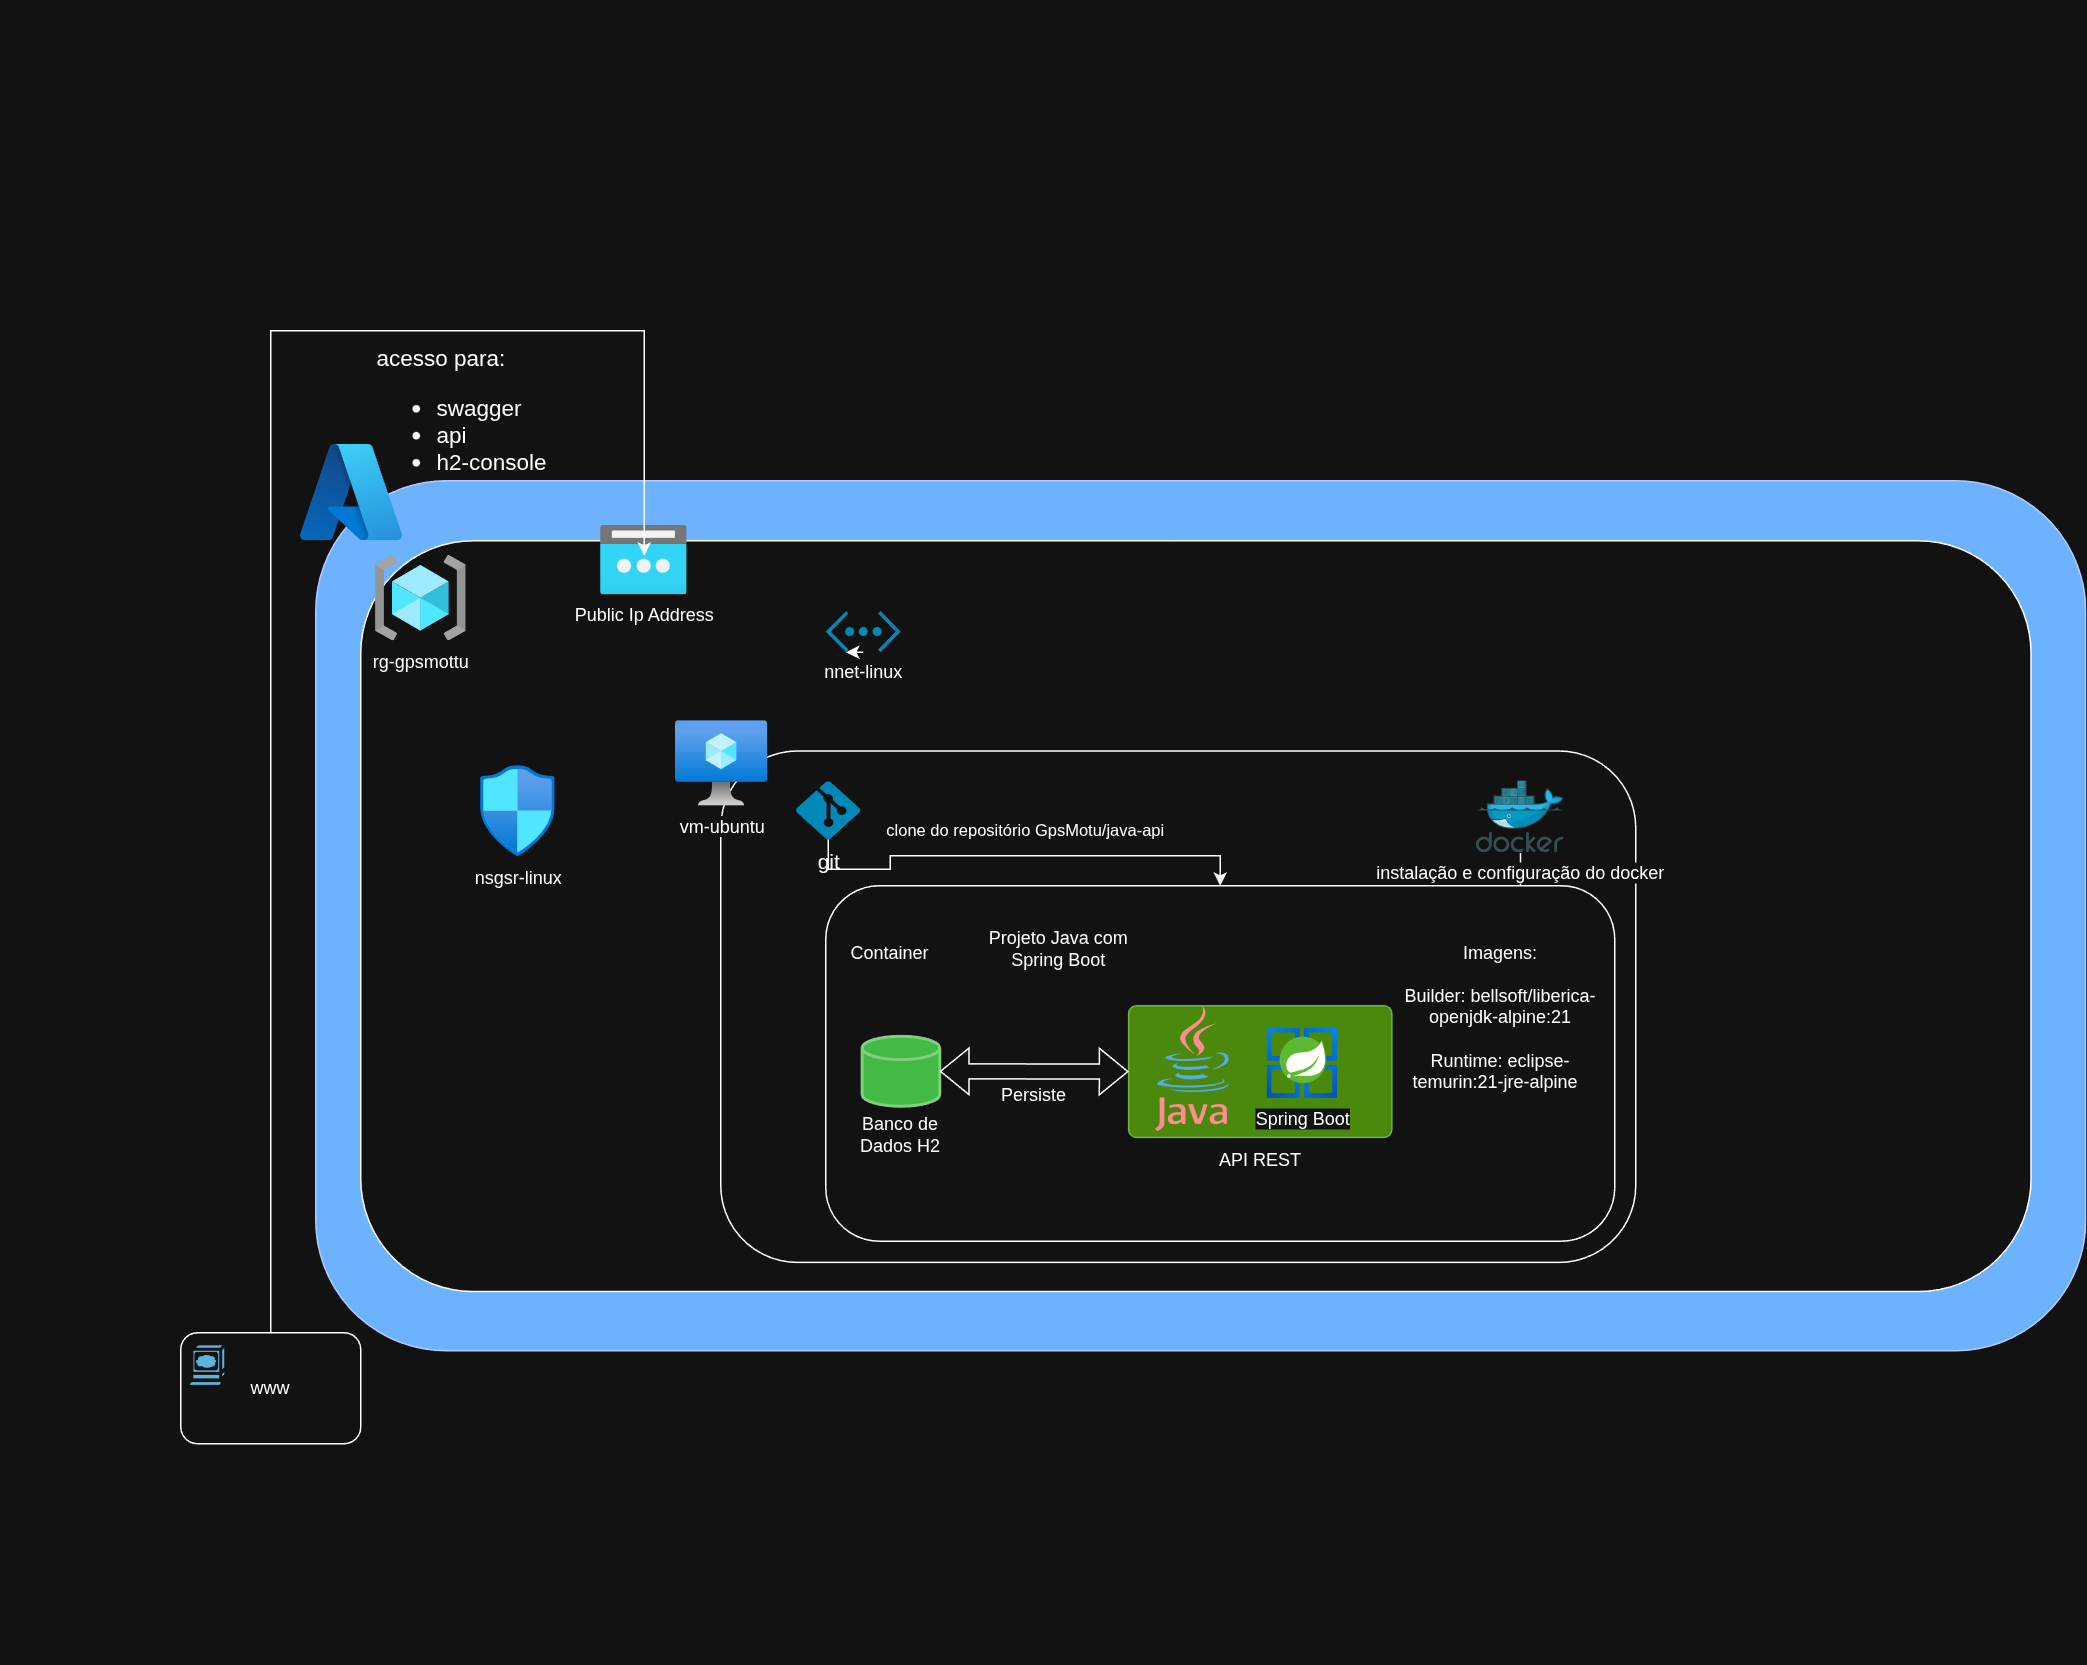 acesso para:
swagger
api
h2-console
Public Ip Address
rg-gpsmottu
nnet-linux
vm-ubuntu
nsgsr-linux
git
clone do repositório GpsMotu/java-api
docker
instalação e configuração do docker
Container
Projeto Java com
Spring Boot
Imagens:
Builder: bellsoft/liberica-
openjdk-alpine:21
Runtime: eclipse-
temurin:21-jre-alpine
Persiste
Banco de
Dados H2
Java
Spring Boot
API REST
www